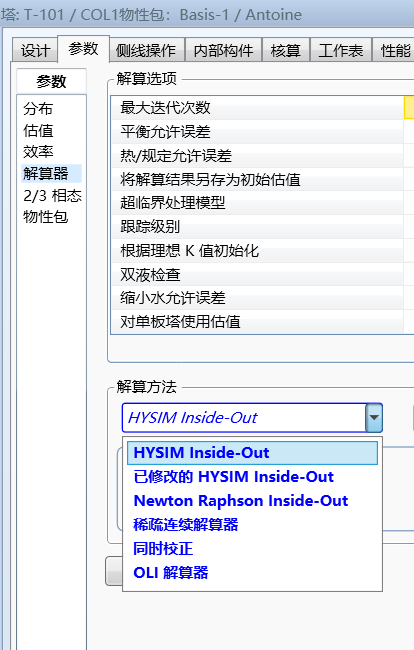 塔: T-101 / COL1物性包：Basis-1 / Antoine
设计 参数 侧线操作 内部构件 核算 工作表 性能
参数
分布
估值
效率
解算器
2/3 相态
物性包
解算选项
最大迭代次数
平衡允许误差
热/规定允许误差
将解算结果另存为初始估值
超临界处理模型
跟踪级别
根据理想 K 值初始化
双液检查
缩小水允许误差
对单板塔使用估值
解算方法
HYSIM Inside-Out
HYSIM Inside-Out
已修改的 HYSIM Inside-Out
Newton Raphson Inside-Out
稀疏连续解算器
同时校正
OLI 解算器